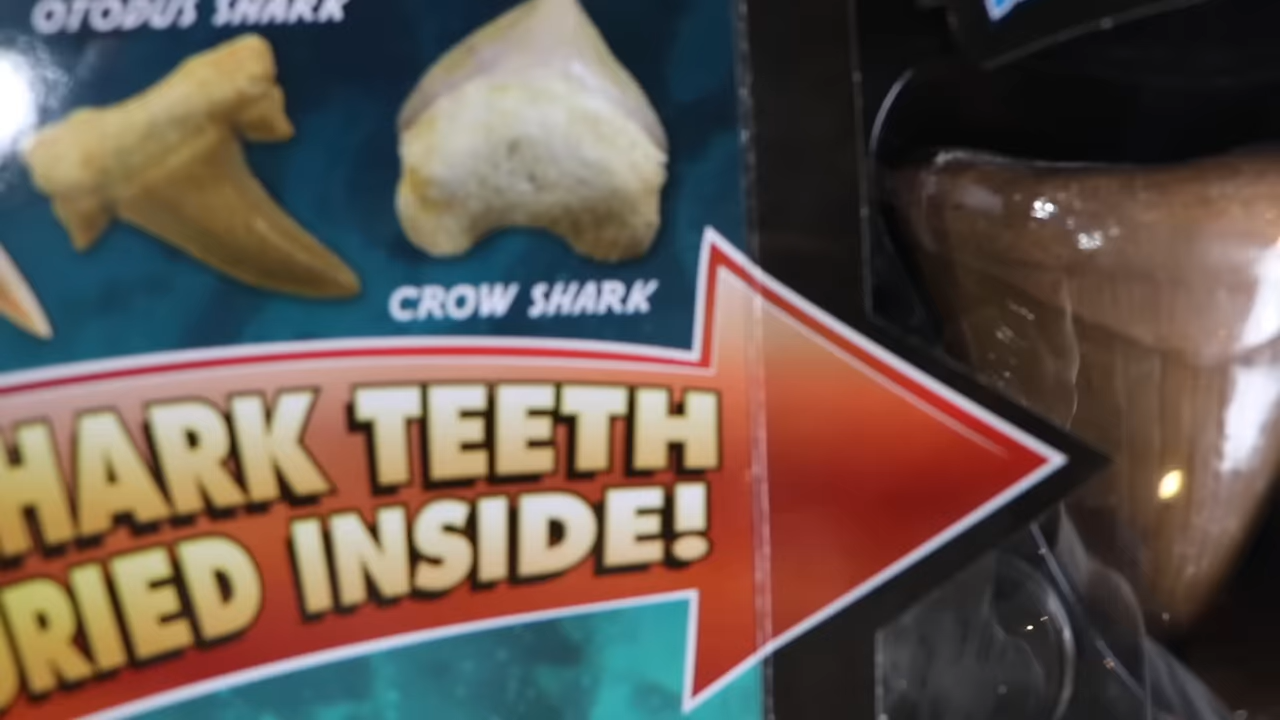 OTODUS SHARK
CROW SHARK
HARK TEETH
URIED INSIDE!